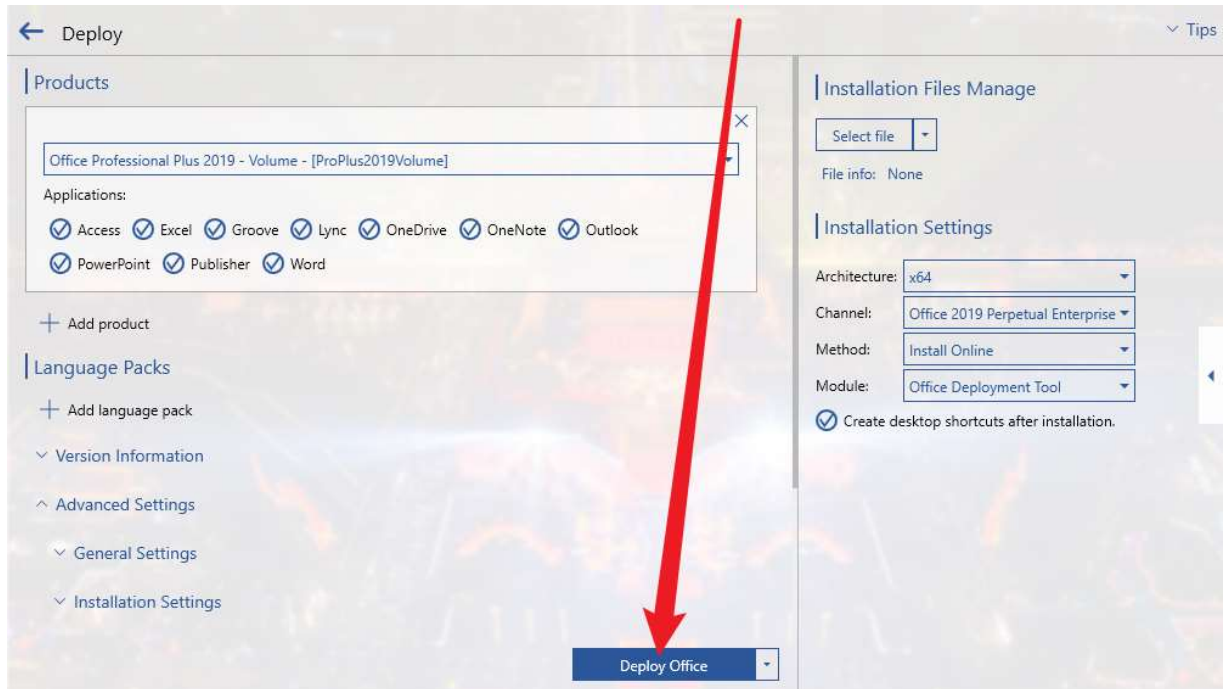 Deploy
Tips
Products
Office Professional Plus 2019 - Volume - [ProPlus2019Volume]
Applications:
Access Excel Groove Lync OneDrive OneNote Outlook
PowerPoint Publisher Word
Add product
Language Packs
Add language pack
Version Information
Advanced Settings
General Settings
Installation Settings
Deploy Office
Installation Files Manage
Select file
File info: None
Installation Settings
Architecture: x64
Channel: Office 2019 Perpetual Enterprise
Method: Install Online
Module: Office Deployment Tool
Create desktop shortcuts after installation.